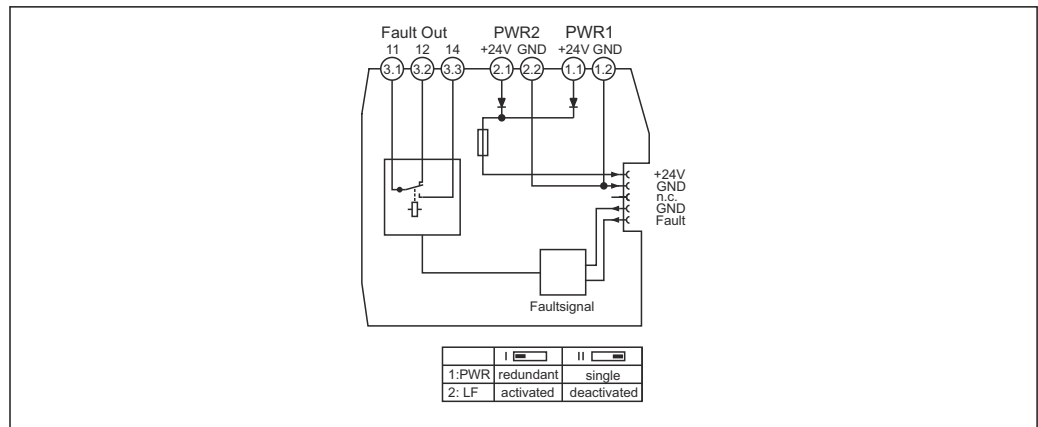 Fault Out PWR2 PWR1
11 12 14 +24V GND +24V GND
3.1 3.2 3.3 2.1 2.2 1.1 1.2
+24V
GND
n.c.
GND
Fault
Faultsignal
I II
1:PWR redundant single
2: LF activated deactivated